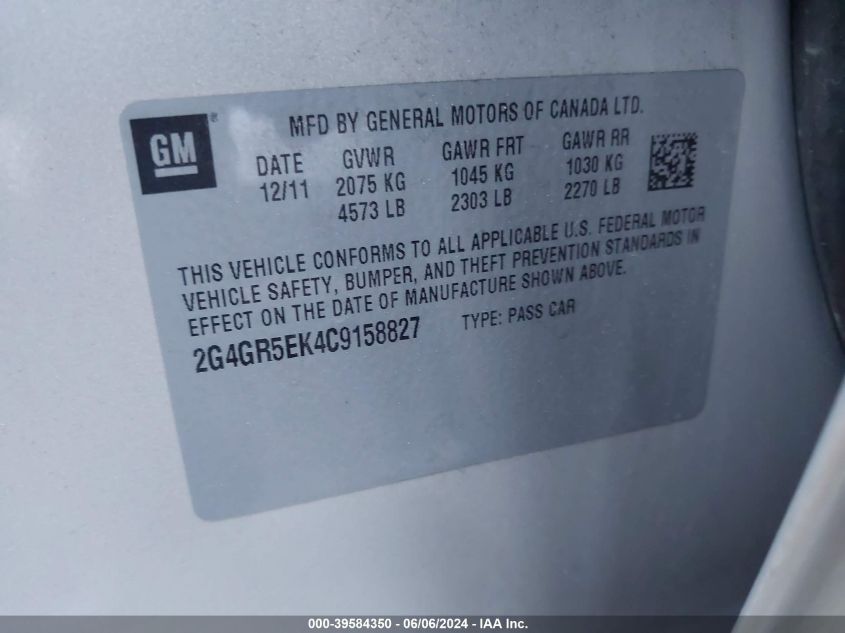 MFD BY GENERAL MOTORS OF CANADA LTD.
GM®
DATE GVWR GAWR FRT GAWR RR
12/11 2075 KG 1045 KG 1030 KG
4573 LB 2303 LB 2270 LB
THIS VEHICLE CONFORMS TO ALL APPLICABLE U.S. FEDERAL MOTOR
VEHICLE SAFETY, BUMPER, AND THEFT PREVENTION STANDARDS IN
EFFECT ON THE DATE OF MANUFACTURE SHOWN ABOVE.
2G4GR5EK4C9158827 TYPE: PASS CAR
000-39584350 - 06/06/2024 - IAA Inc.